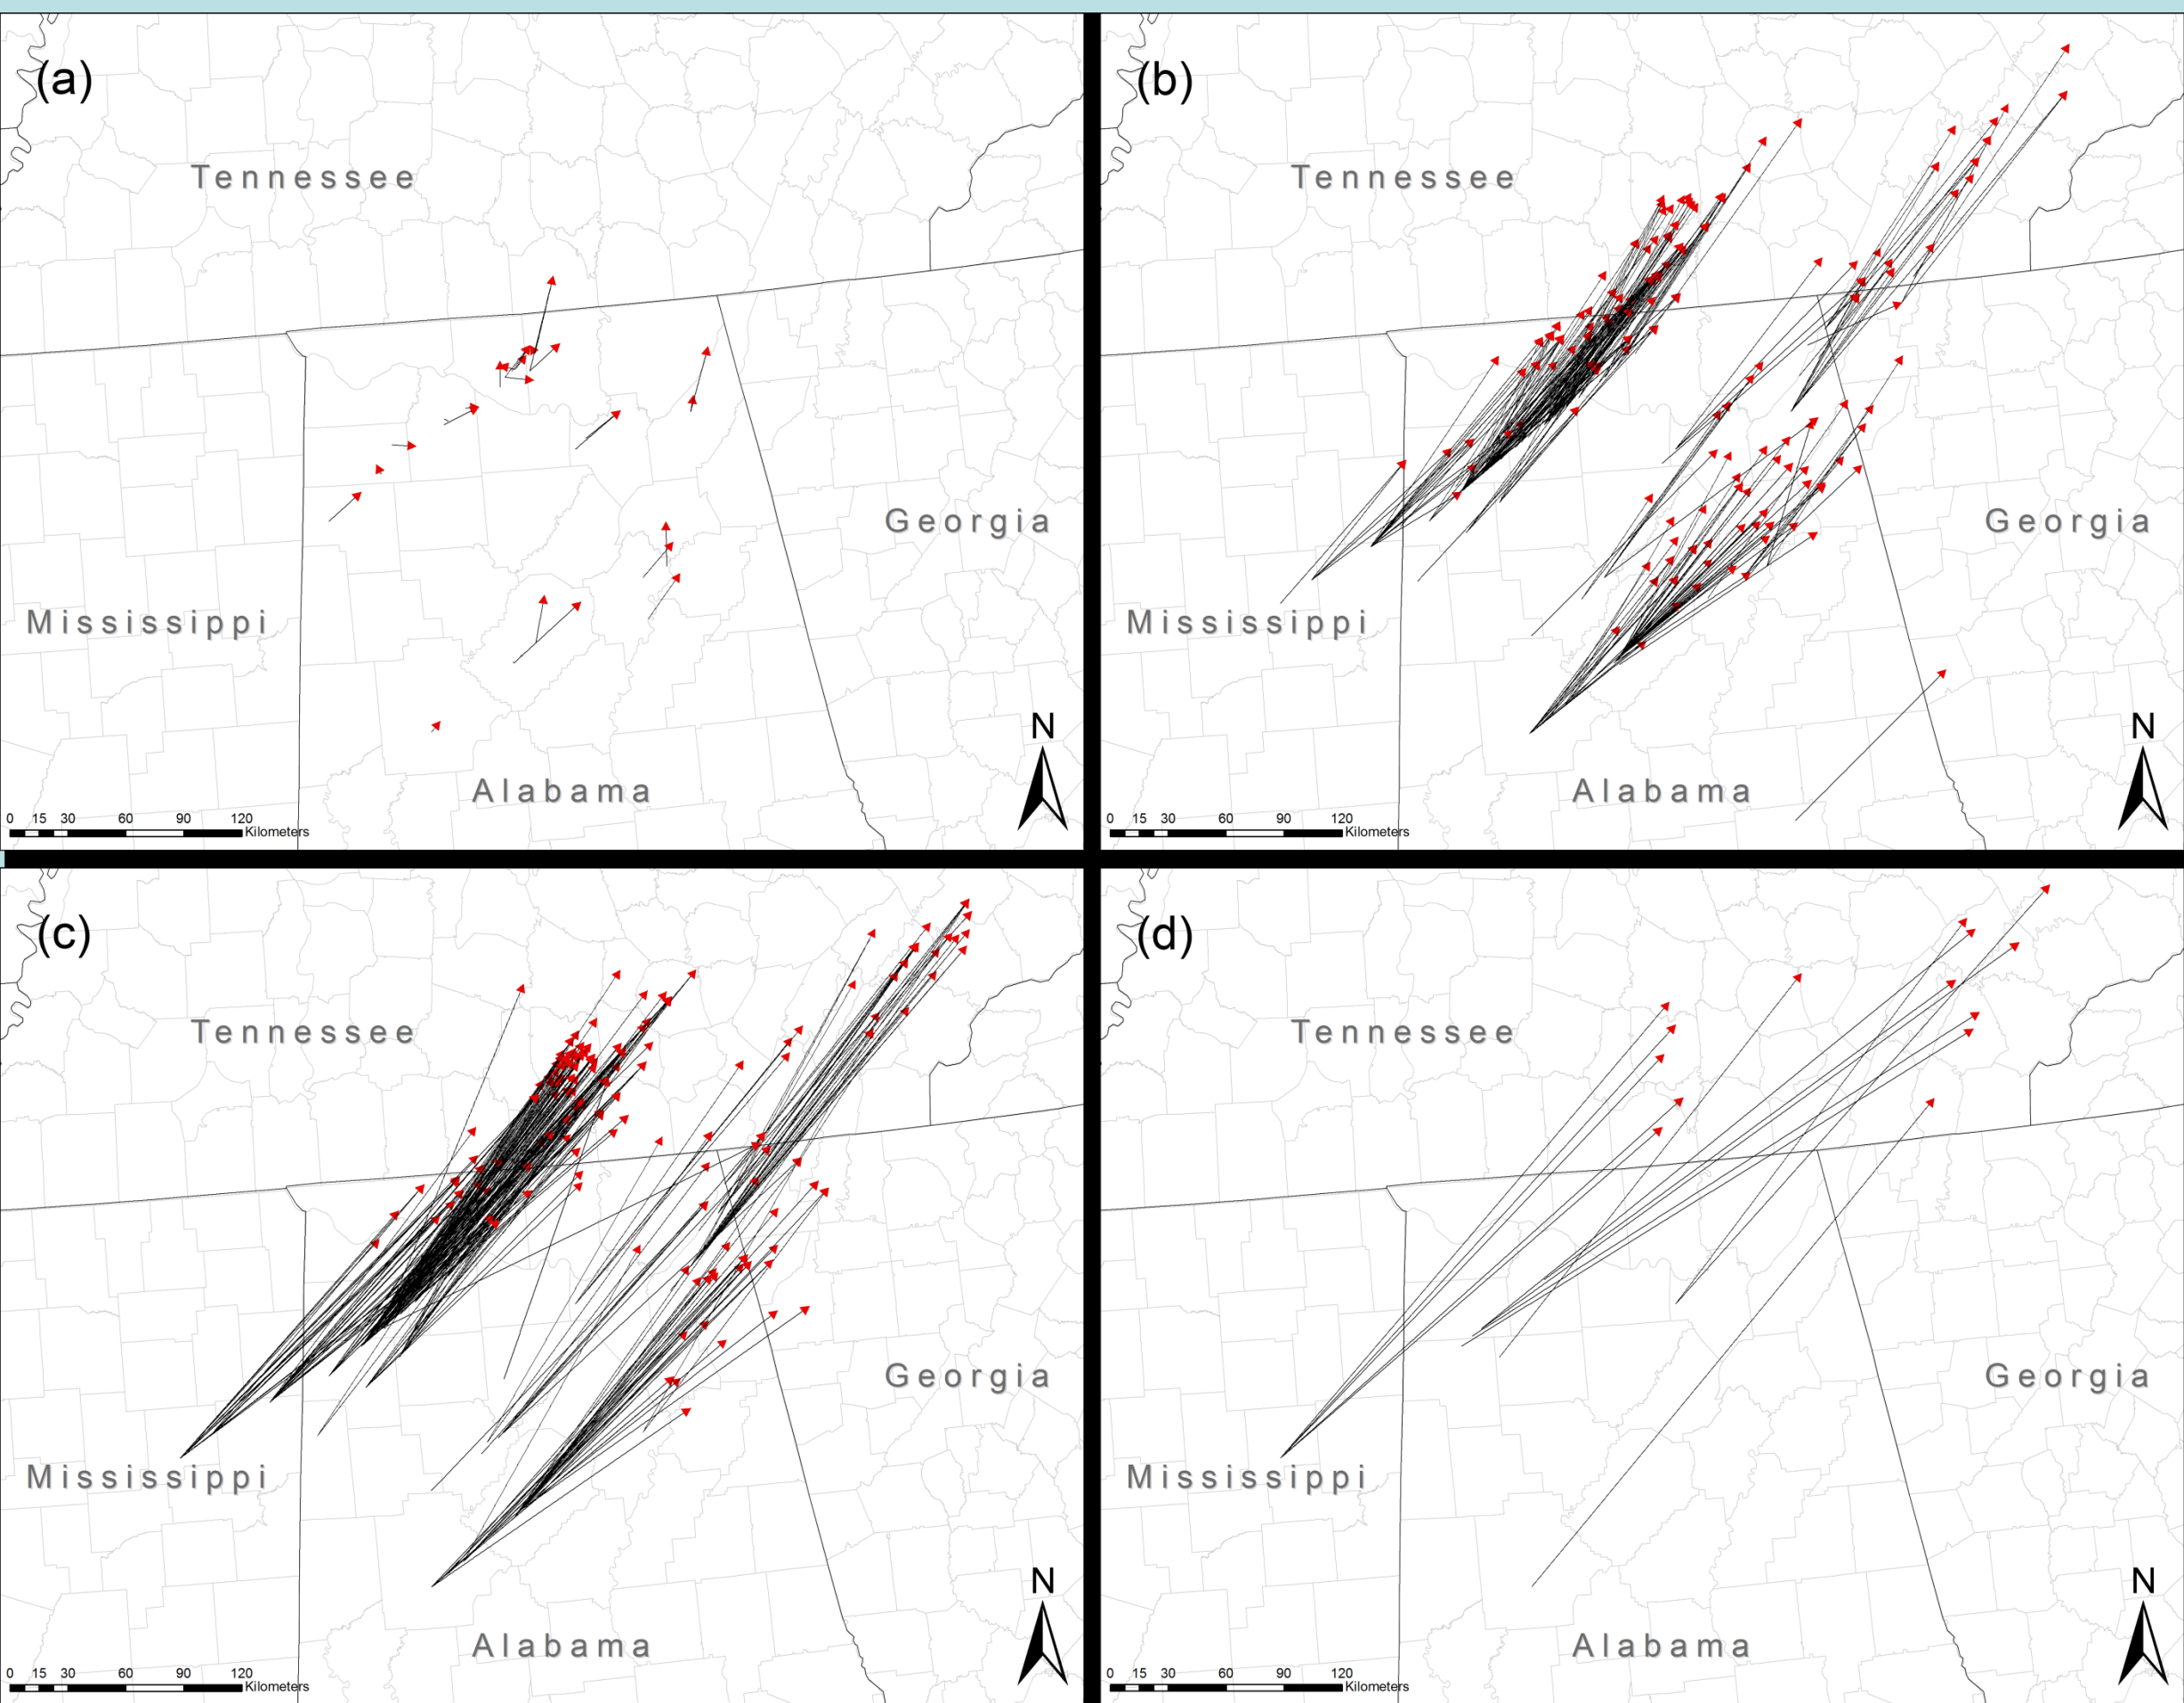 (a)
Tennessee
Georgia
Mississippi
N
Alabama
0 15 30 60 90 120
Kilometers
(b)
Tennessee
Georgia
Mississippi
N
Alabama
0 15 30 60 90 120
Kilometers
(c)
Tennessee
Georgia
Mississippi
N
Alabama
0 15 30 60 90 120
Kilometers
(d)
Tennessee
Georgia
Mississippi
N
Alabama
0 15 30 60 90 120
Kilometers